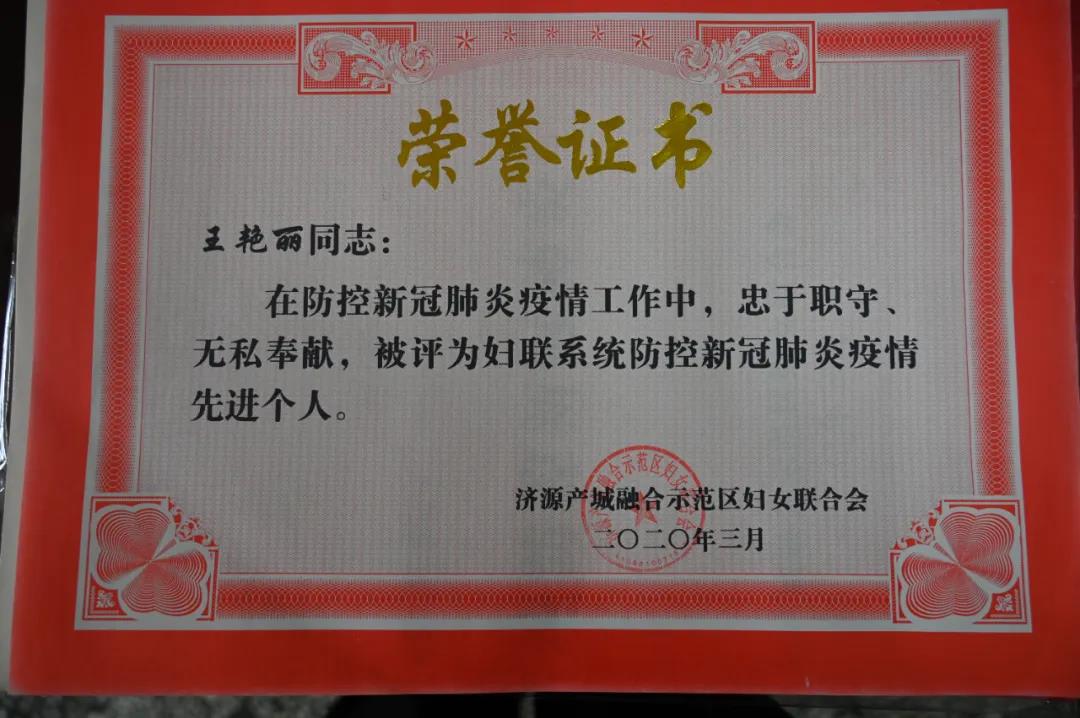 荣誉证书
王艳丽同志：
在防控新冠肺炎疫情工作中，忠于职守、
无私奉献，被评为妇联系统防控新冠肺炎疫情
先进个人。
济源产城融合示范区妇女联合会
二〇二〇年三月